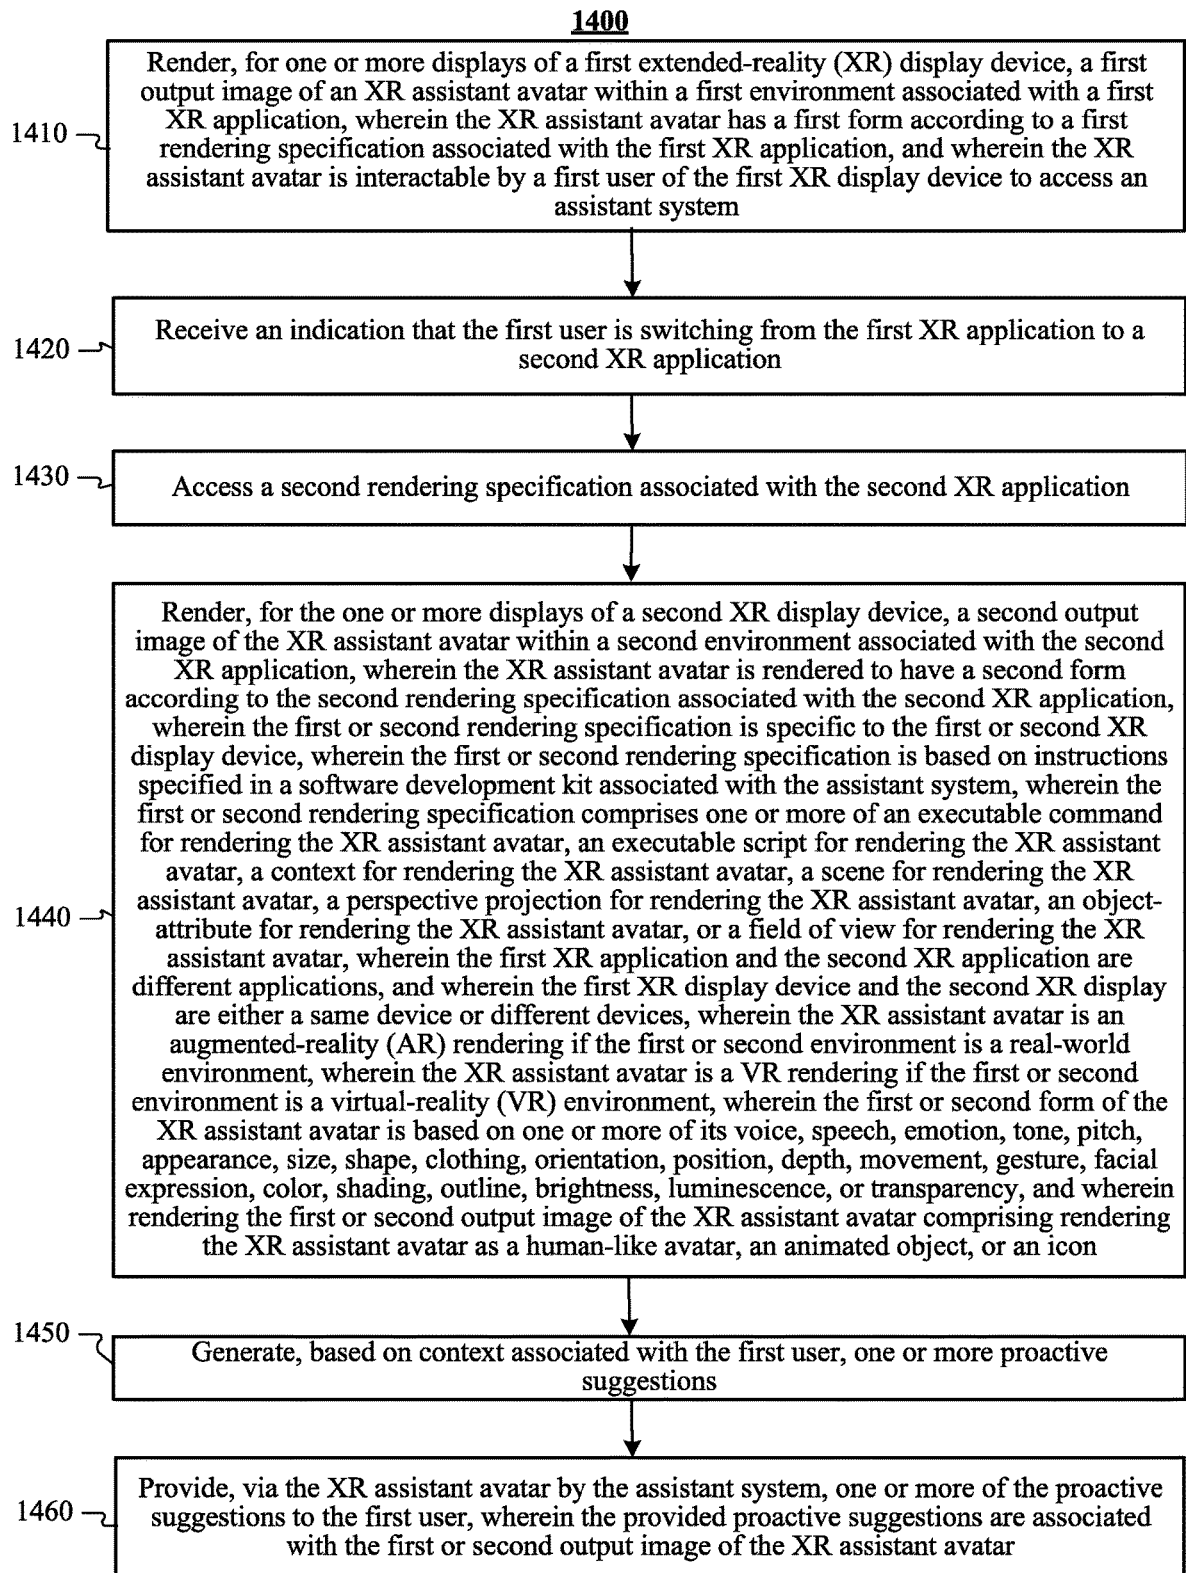 1400
Render, for one or more displays of a first extended-reality (XR) display device, a first
output image of an XR assistant avatar within a first environment associated with a first
XR application, wherein the XR assistant avatar has a first form according to a first
rendering specification associated with the first XR application, and wherein the XR
assistant avatar is interactable by a first user of the first XR display device to access an
assistant system
1410
Receive an indication that the first user is switching from the first XR application to a
second XR application
1420
Access a second rendering specification associated with the second XR application
1430
Render, for the one or more displays of a second XR display device, a second output
image of the XR assistant avatar within a second environment associated with the second
XR application, wherein the XR assistant avatar is rendered to have a second form
according to the second rendering specification associated with the second XR application,
wherein the first or second rendering specification is specific to the first or second XR
display device, wherein the first or second rendering specification is based on instructions
specified in a software development kit associated with the assistant system, wherein the
first or second rendering specification comprises one or more of an executable command
for rendering the XR assistant avatar, an executable script for rendering the XR assistant
avatar, a context for rendering the XR assistant avatar, a scene for rendering the XR
assistant avatar, a perspective projection for rendering the XR assistant avatar, an object-
attribute for rendering the XR assistant avatar, or a field of view for rendering the XR
assistant avatar, wherein the first XR application and the second XR application are
different applications, and wherein the first XR display device and the second XR display
are either a same device or different devices, wherein the XR assistant avatar is an
augmented-reality (AR) rendering if the first or second environment is a real-world
environment, wherein the XR assistant avatar is a VR rendering if the first or second
environment is a virtual-reality (VR) environment, wherein the first or second form of the
XR assistant avatar is based on one or more of its voice, speech, emotion, tone, pitch,
appearance, size, shape, clothing, orientation, position, depth, movement, gesture, facial
expression, color, shading, outline, brightness, luminescence, or transparency, and wherein
rendering the first or second output image of the XR assistant avatar comprising rendering
the XR assistant avatar as a human-like avatar, an animated object, or an icon
1440
Generate, based on context associated with the first user, one or more proactive
suggestions
1450
Provide, via the XR assistant avatar by the assistant system, one or more of the proactive
suggestions to the first user, wherein the provided proactive suggestions are associated
with the first or second output image of the XR assistant avatar
1460